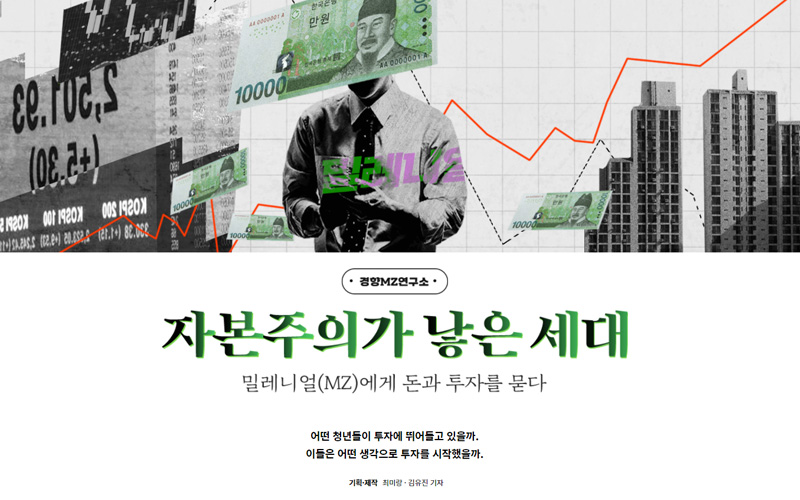 한국은행
만원
AA 0000001 A
10000
AA 0000001 A
2,501.93
(+5.30)
KOSPI 200
KOSPI 100
밀레니얼
10000
10000
10000
경향MZ연구소
자본주의가 낳은 세대
밀레니얼(MZ)에게 돈과 투자를 묻다
어떤 청년들이 투자에 뛰어들고 있을까.
이들은 어떤 생각으로 투자를 시작했을까.
기획·제작 최미랑 · 김유진 기자